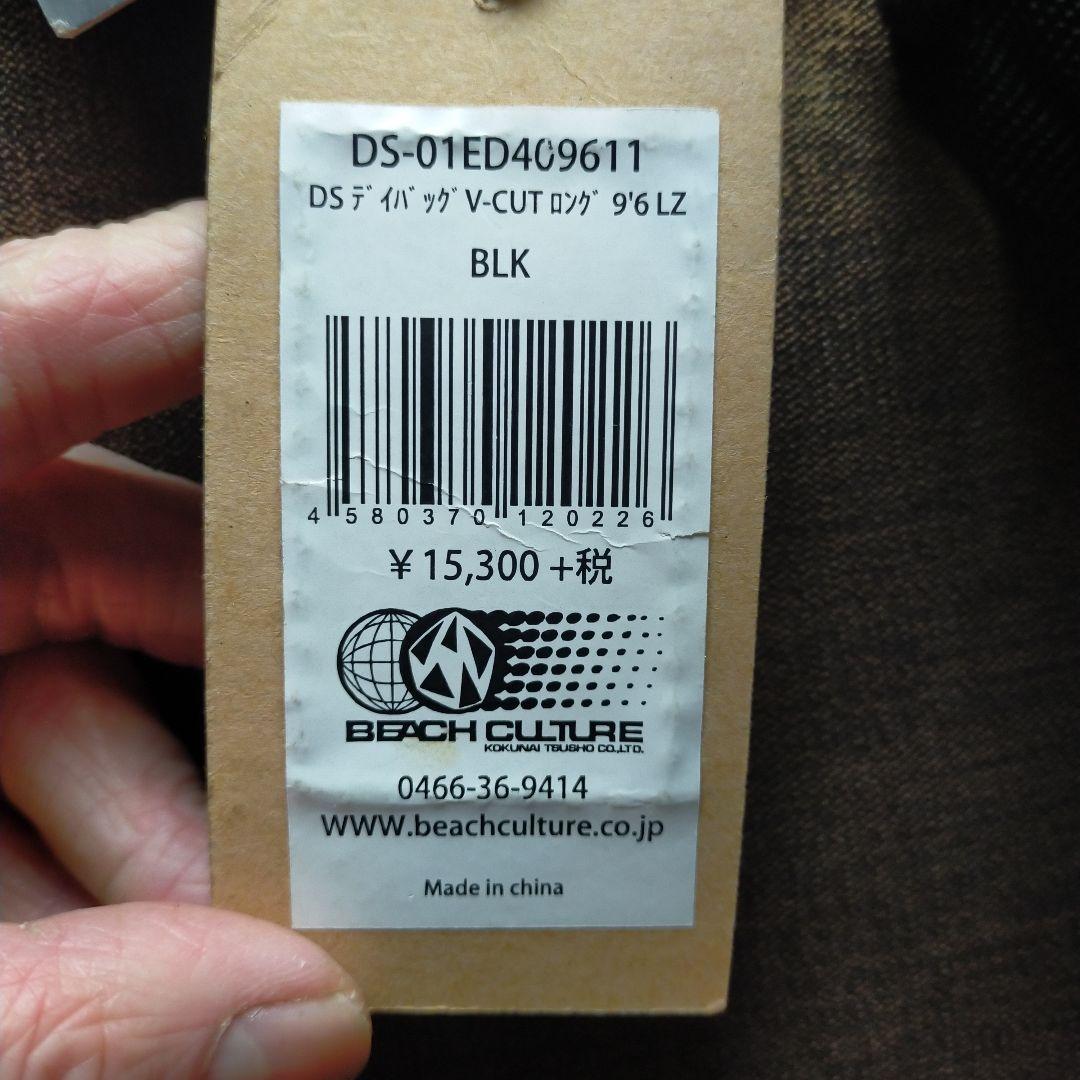 DS-01ED409611
DS ﾃﾞｲﾊﾞｯｸﾞ V-CUT ﾛﾝｸﾞ 9'6 LZ
BLK
4 580370 120226
¥ 15,300 +税
BEACH CULTURE
KOKUNAI TSUSHO CO.,LTD.
0466-36-9414
WWW.beachculture.co.jp
Made in china